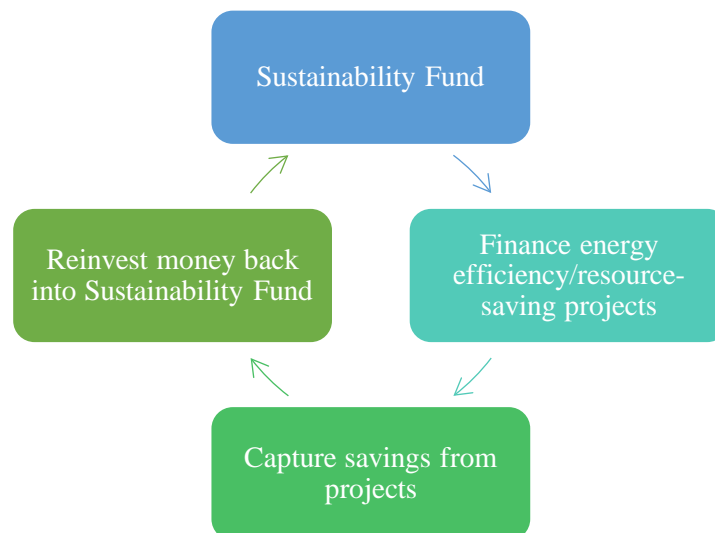 Sustainability Fund
Finance energy
efficiency/resource-
saving projects
Capture savings from
projects
Reinvest money back
into Sustainability Fund